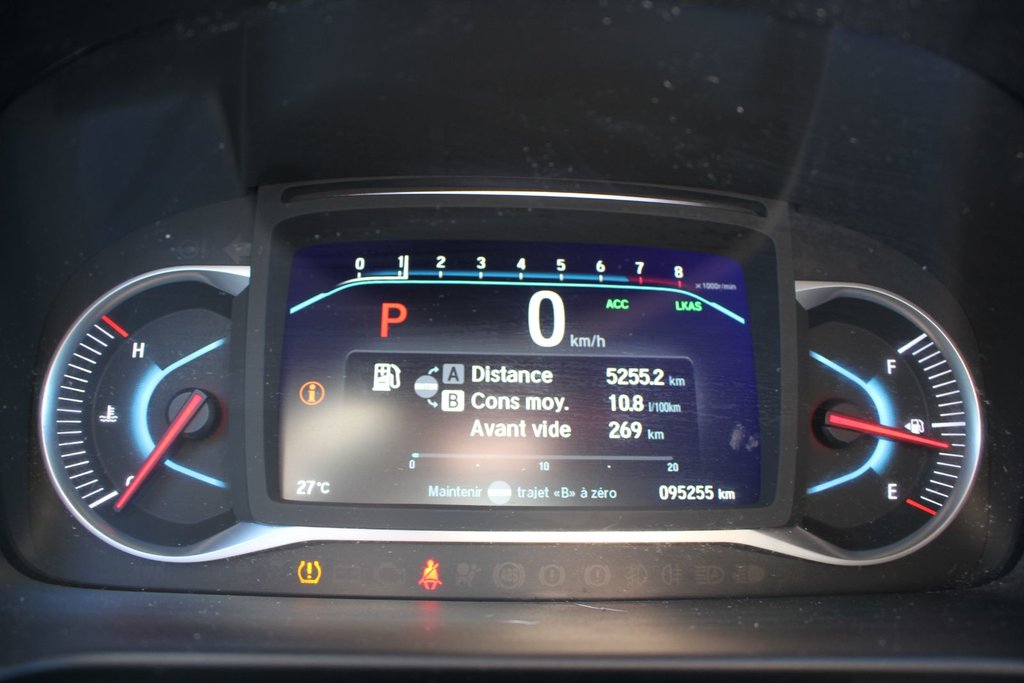 0 1 2 3 4 5 6 7 8
×1000r/min
P 0 km/h ACC LKAS
H
F
A Distance 5255.2 km
B Cons moy. 10.8 l/100km
Avant vide 269 km
0 10 20
27°C Maintenir trajet «B» à zéro 095255 km
E